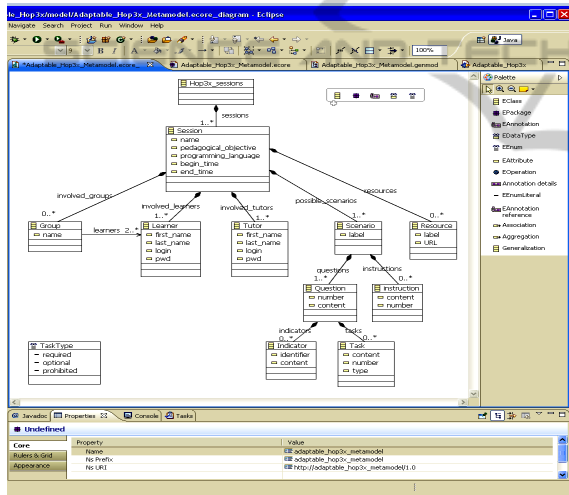 le_Hop3x/model/Adaptable_Hop3x_Metamodel.ecore_diagram - Eclipse
Navigate Search Project Run Window Help
Java
9 B I A 100%
*Adaptable_Hop3x_Metamodel.ecore_ Adaptable_Hop3x_Metamodel.ecore Adaptable_Hop3x_Metamodel.genmod Adaptable_Hop3x
Palette
EClass
EPackage
EAnnotation
EDataType
EEnum
EAttribute
EOperation
Annotation details
EEnumLiteral
EAnnotation
reference
Association
Aggregation
Generalization
Hop3x_sessions
sessions
1..*
Session
name
pedagogical_objective
programming_language
begin_time
end_time
involved_groups
involved_learners
involved_tutors
possible_scenarios
resources
0..*
1..*
1..*
1..*
0..*
Group
name
learners 2..*
Learner
first_name
last_name
login
pwd
Tutor
first_name
last_name
login
pwd
Scenario
label
Resource
label
URL
questions
1..*
instructions
0..*
Question
number
content
instruction
content
number
indicators
0..*
tasks
0..*
Indicator
identifier
content
Task
content
number
type
TaskType
required
optional
prohibited
Javadoc Properties Console Tasks
Undefined
Core
Rulers & Grid
Appearance
Property Value
Name adaptable_hop3x_metamodel
Ns Prefix adaptable_hop3x_metamodel
Ns URI http://adaptable_hop3x_metamodel/1.0